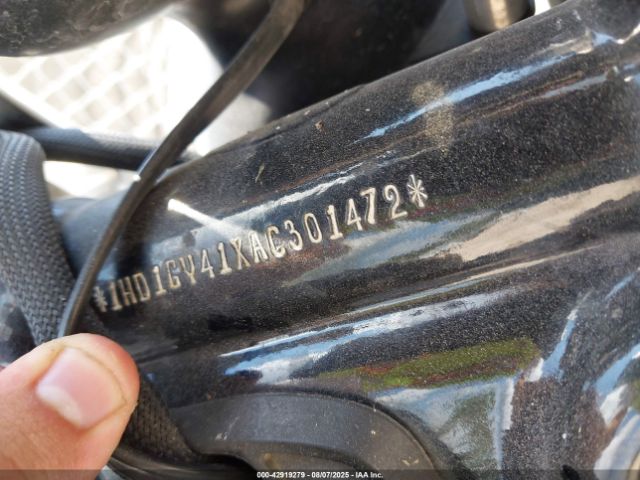 *1HD1GY41XAC301472*
000-42919279 - 08/07/2025 - IAA Inc.